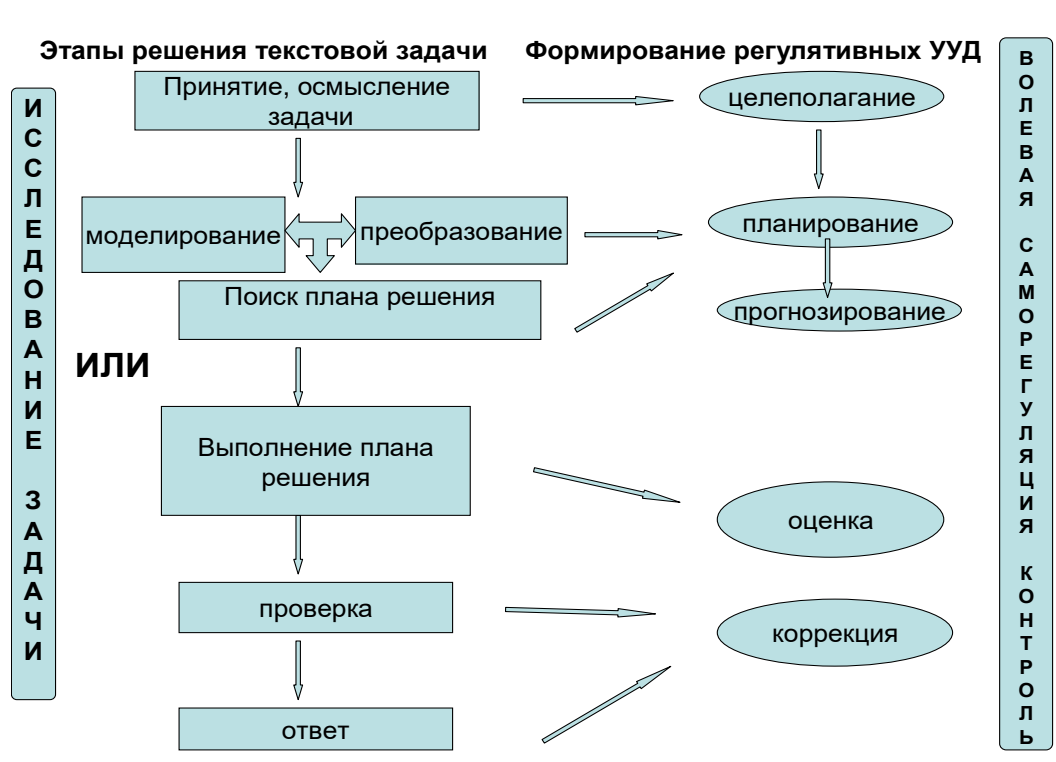 Этапы решения текстовой задачи
Формирование регулятивных УУД
ИССЛЕДОВАНИЕ ЗАДАЧИ
Принятие, осмысление
задачи
целеполагание
моделирование
преобразование
планирование
Поиск плана решения
прогнозирование
ИЛИ
Выполнение плана
решения
оценка
проверка
коррекция
ответ
ВОЛЕВАЯ САМОРЕГУЛЯЦИЯ КОНТРОЛЬ